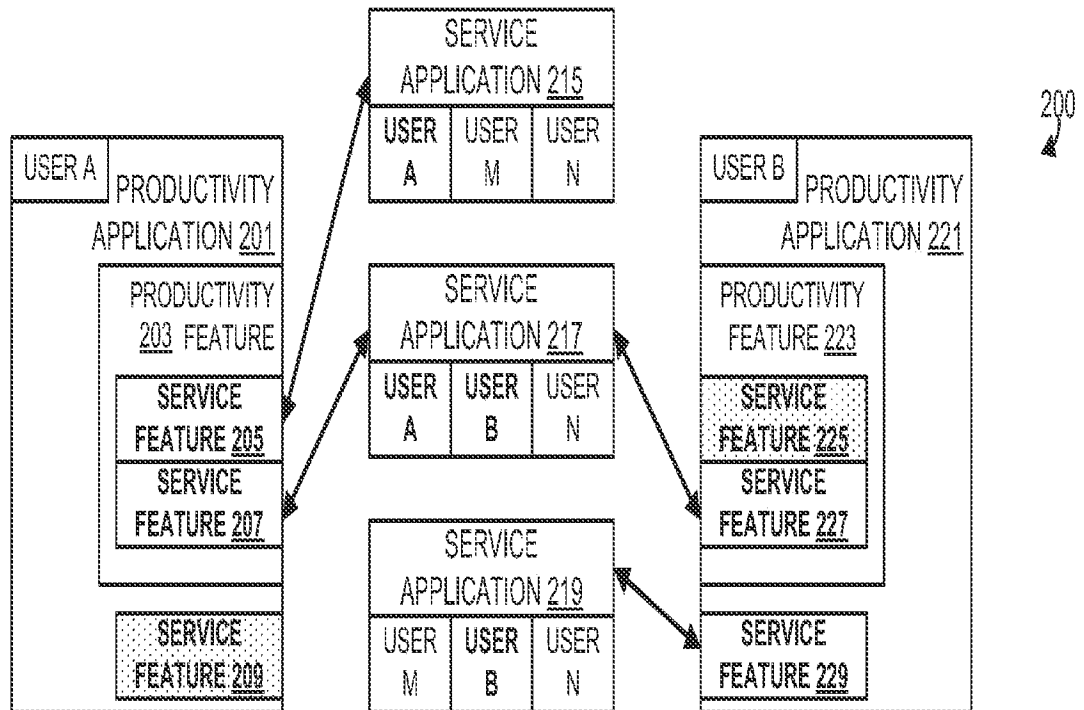 SERVICE
APPLICATION 215
USER
A
USER
M
USER
N
200
USER A
PRODUCTIVITY
APPLICATION 201
PRODUCTIVITY
203 FEATURE
SERVICE
FEATURE 205
SERVICE
FEATURE 207
SERVICE
FEATURE 209
SERVICE
APPLICATION 217
USER
A
USER
B
USER
N
SERVICE
APPLICATION 219
USER
M
USER
B
USER
N
USER B
PRODUCTIVITY
APPLICATION 221
PRODUCTIVITY
FEATURE 223
SERVICE
FEATURE 225
SERVICE
FEATURE 227
SERVICE
FEATURE 229